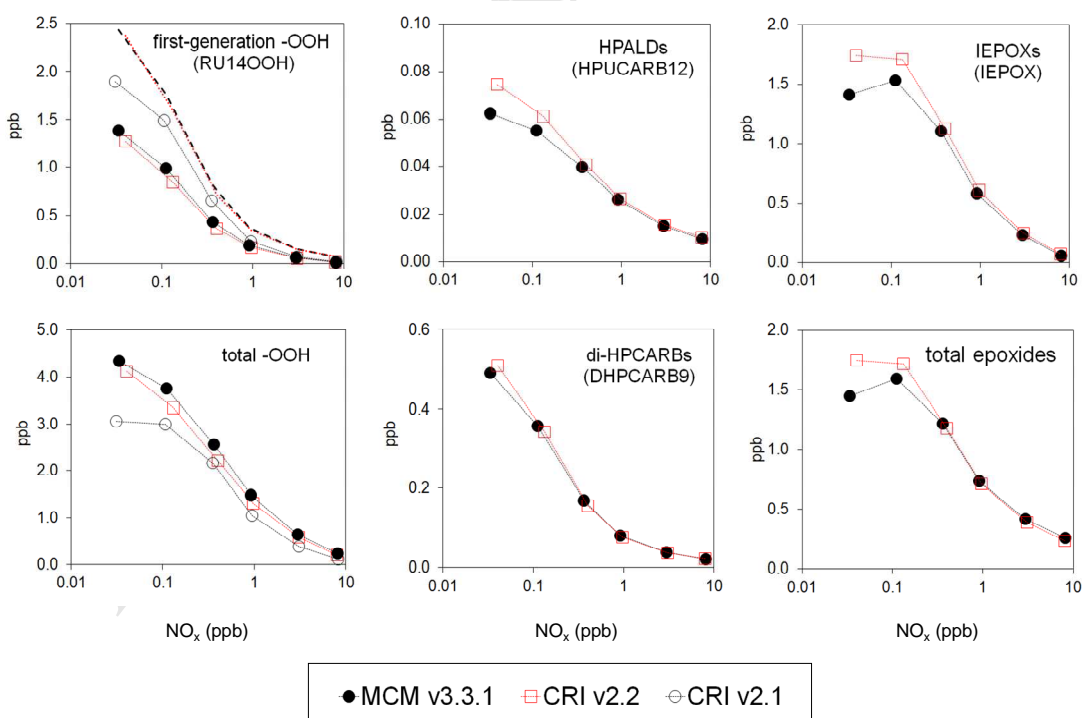 2.5
2.0
1.5
1.0
0.5
0.0
0.01
0.1
1
10
ppb
first-generation -OOH
(RU14OOH)
0.10
0.08
0.06
0.04
0.02
0.00
0.01
0.1
1
10
ppb
HPALDs
(HPUCARB12)
2.0
1.5
1.0
0.5
0.0
0.01
0.1
1
10
ppb
IEPOXs
(IEPOX)
5.0
4.0
3.0
2.0
1.0
0.0
0.01
0.1
1
10
ppb
total -OOH
NOx (ppb)
0.6
0.4
0.2
0.0
0.01
0.1
1
10
ppb
di-HPCARBs
(DHPCARB9)
NOx (ppb)
2.0
1.5
1.0
0.5
0.0
0.01
0.1
1
10
ppb
total epoxides
NOx (ppb)
MCM v3.3.1 CRI v2.2 CRI v2.1